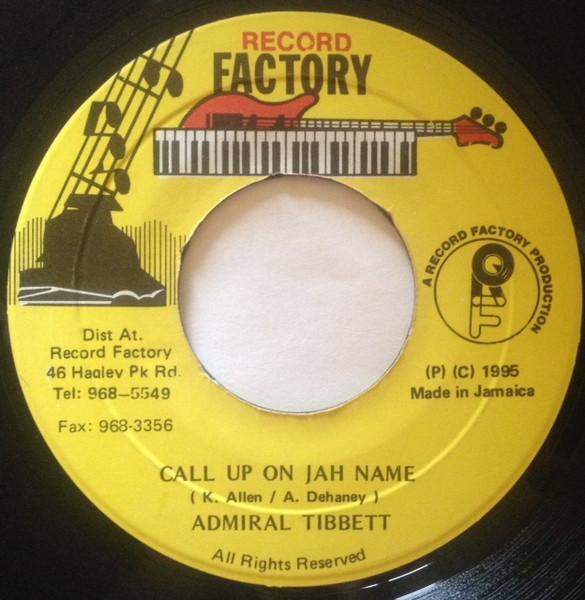 RECORD
FACTORY
A RECORD FACTORY PRODUCTION
RF
Dist At.
Record Factory
46 Hagley Pk Rd.
Tel: 968-5549
Fax: 968-3356
(P) (C) 1995
Made in Jamaica
CALL UP ON JAH NAME
( K. Allen / A. Dehaney )
ADMIRAL TIBBETT
All Rights Reserved